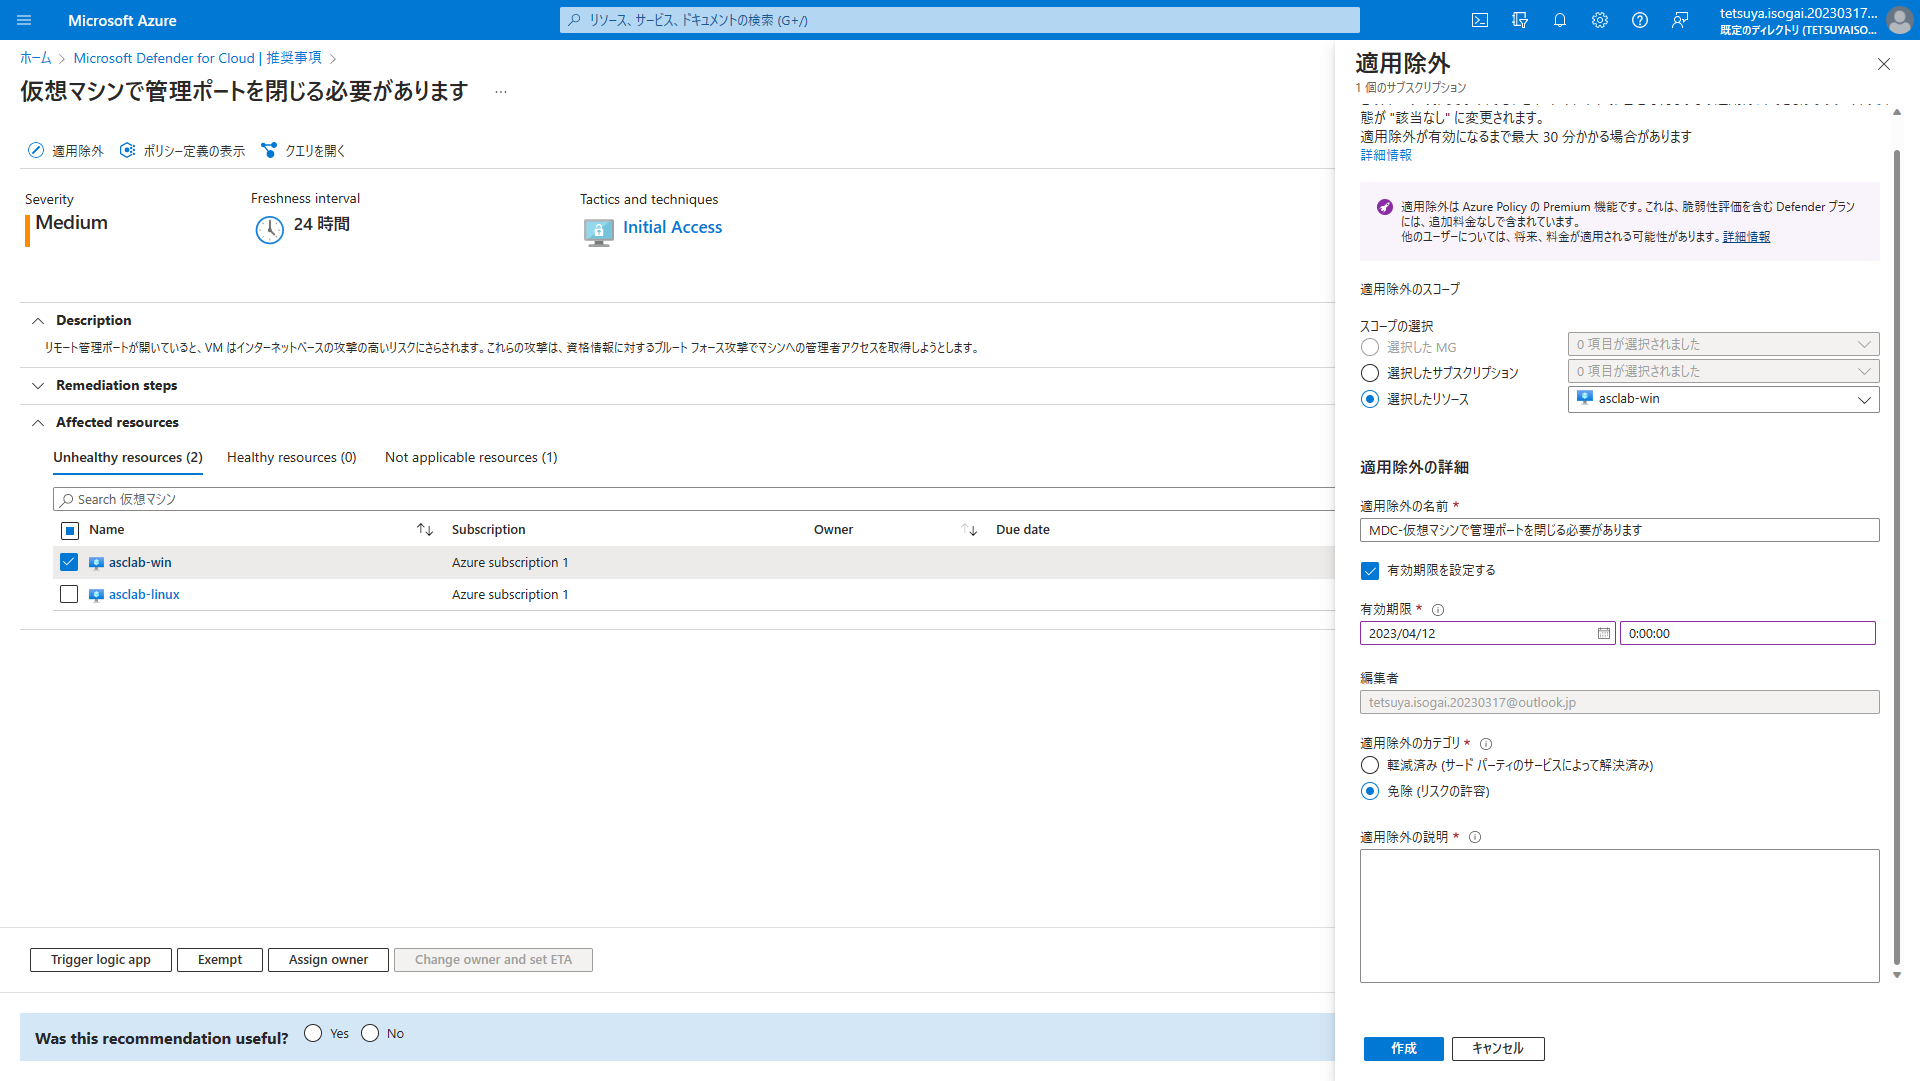 Microsoft Azure
リソース、サービス、ドキュメントの検索 (G+/)
tetsuya.isogai.20230317...
既定のディレクトリ (TETSUYAISO...
ホーム
Microsoft Defender for Cloud | 推奨事項
仮想マシンで管理ポートを閉じる必要があります
...
適用除外
ポリシー定義の表示
クエリを開く
Severity
Medium
Freshness interval
24 時間
Tactics and techniques
Initial Access
Description
リモート管理ポートが開いていると、VM はインターネットベースの攻撃の高いリスクにさらされます。これらの攻撃は、資格情報に対するブルート フォース攻撃でマシンへの管理者アクセスを取得しようとします。
Remediation steps
Affected resources
Unhealthy resources (2)
Healthy resources (0)
Not applicable resources (1)
Search 仮想マシン
Name
Subscription
Owner
Due date
asclab-win
Azure subscription 1
asclab-linux
Azure subscription 1
Trigger logic app
Exempt
Assign owner
Change owner and set ETA
Was this recommendation useful?
Yes
No
適用除外
1 個のサブスクリプション
態が "該当なし" に変更されます。
適用除外が有効になるまで最大 30 分かかる場合があります
詳細情報
適用除外は Azure Policy の Premium 機能です。これは、脆弱性評価を含む Defender プラン
には、追加料金なしで含まれています。
他のユーザーについては、将来、料金が適用される可能性があります。詳細情報
適用除外のスコープ
スコープの選択
選択した MG
0 項目が選択されました
選択したサブスクリプション
0 項目が選択されました
選択したリソース
asclab-win
適用除外の詳細
適用除外の名前 *
MDC-仮想マシンで管理ポートを閉じる必要があります
有効期限を設定する
有効期限 *
2023/04/12
0:00:00
編集者
tetsuya.isogai.20230317@outlook.jp
適用除外のカテゴリ *
軽減済み (サード パーティのサービスによって解決済み)
免除 (リスクの許容)
適用除外の説明 *
作成
キャンセル